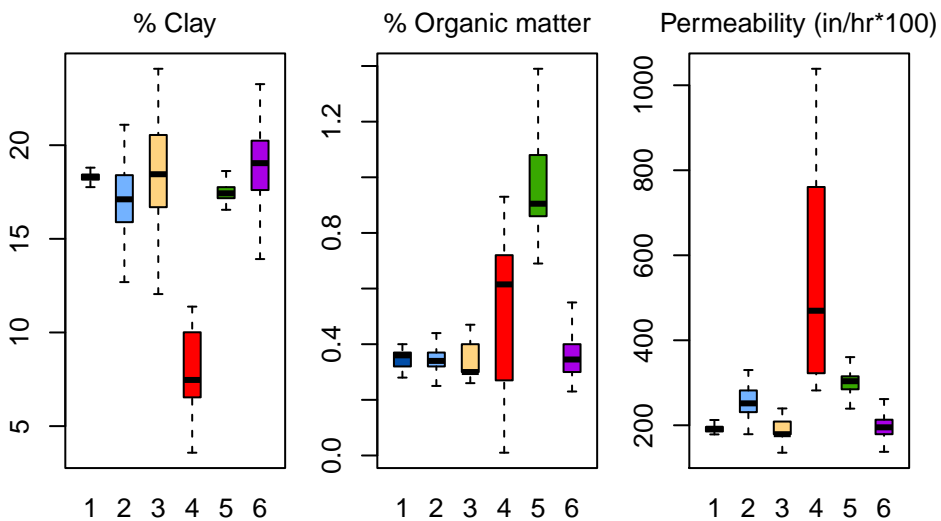 % Clay
20
15
10
5
1 2 3 4 5 6
% Organic matter
1.2
0.8
0.4
0.0
1 2 3 4 5 6
Permeability (in/hr*100)
1000
800
600
400
200
1 2 3 4 5 6